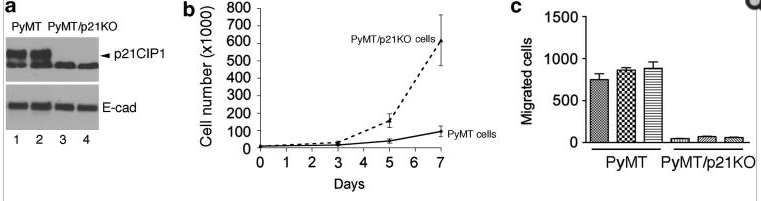 a
PyMT PyMT/p21KO
p21CIP1
E-cad
1 2 3 4
b
Cell number (x1000)
800
700
600
500
400
300
200
100
0
0 1 2 3 4 5 6 7
Days
PyMT/p21KO cells
PyMT cells
c
Migrated cells
1500
1000
500
0
PyMT PyMT/p21KO